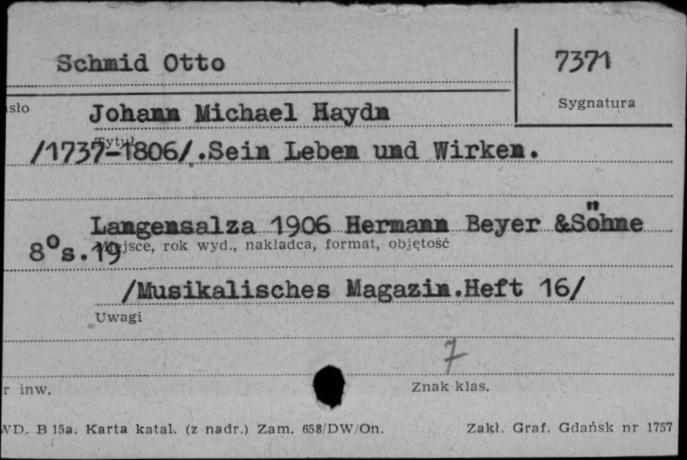 Schmid Otto
7371
Sygnatura
sło
Johann Michael Haydn
Tytuł
/1737-1806/.Sein Leben und Wirken.
Langensalza 1906 Hermann Beyer &Söhne
Miejsce, rok wyd., nakładca, format, objętość
8°s.19
/Musikalisches Magazin.Heft 16/
Uwagi
7
r inw.
Znak klas.
WD. B 15a. Karta katal. (z nadr.) Zam. 658/DW/On.
Zakł. Graf. Gdańsk nr 1757